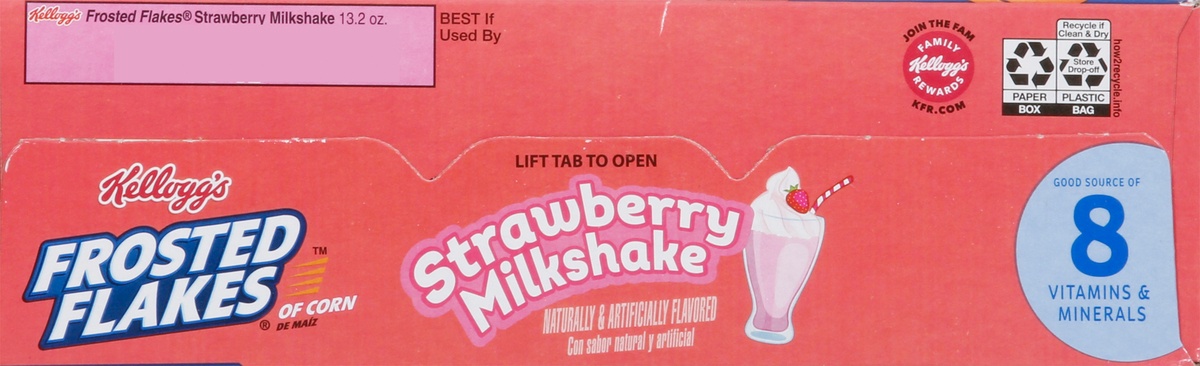 Kellogg's Frosted Flakes® Strawberry Milkshake 13.2 oz.
BEST If
Used By
JOIN THE FAM
FAMILY
Kellogg's
REWARDS
KFR.COM
Recycle if
Clean & Dry
Store
Drop-off
PAPER
BOX
PLASTIC
BAG
how2recycle.info
LIFT TAB TO OPEN
Kellogg's
FROSTED
FLAKES®
™
OF CORN
DE MAÍZ
Strawberry
Milkshake
NATURALLY & ARTIFICIALLY FLAVORED
Con sabor natural y artificial
GOOD SOURCE OF
8
VITAMINS &
MINERALS